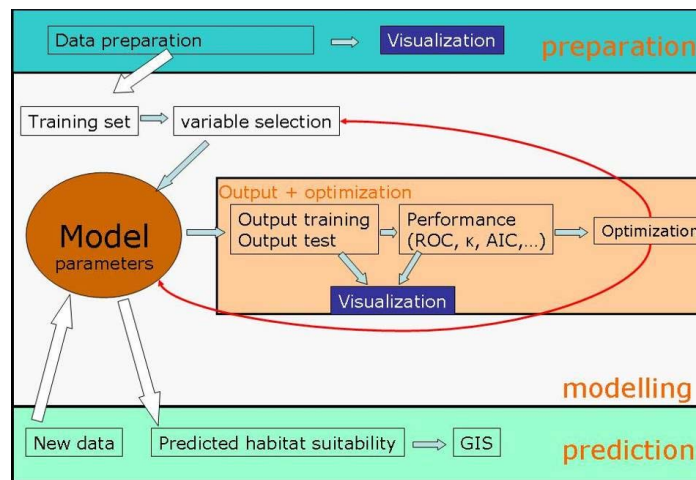 Data preparation
Visualization
preparation
Training set
variable selection
Output + optimization
Model
parameters
Output training
Output test
Performance
(ROC, κ, AIC,...)
Optimization
Visualization
modelling
New data
Predicted habitat suitability
GIS
prediction